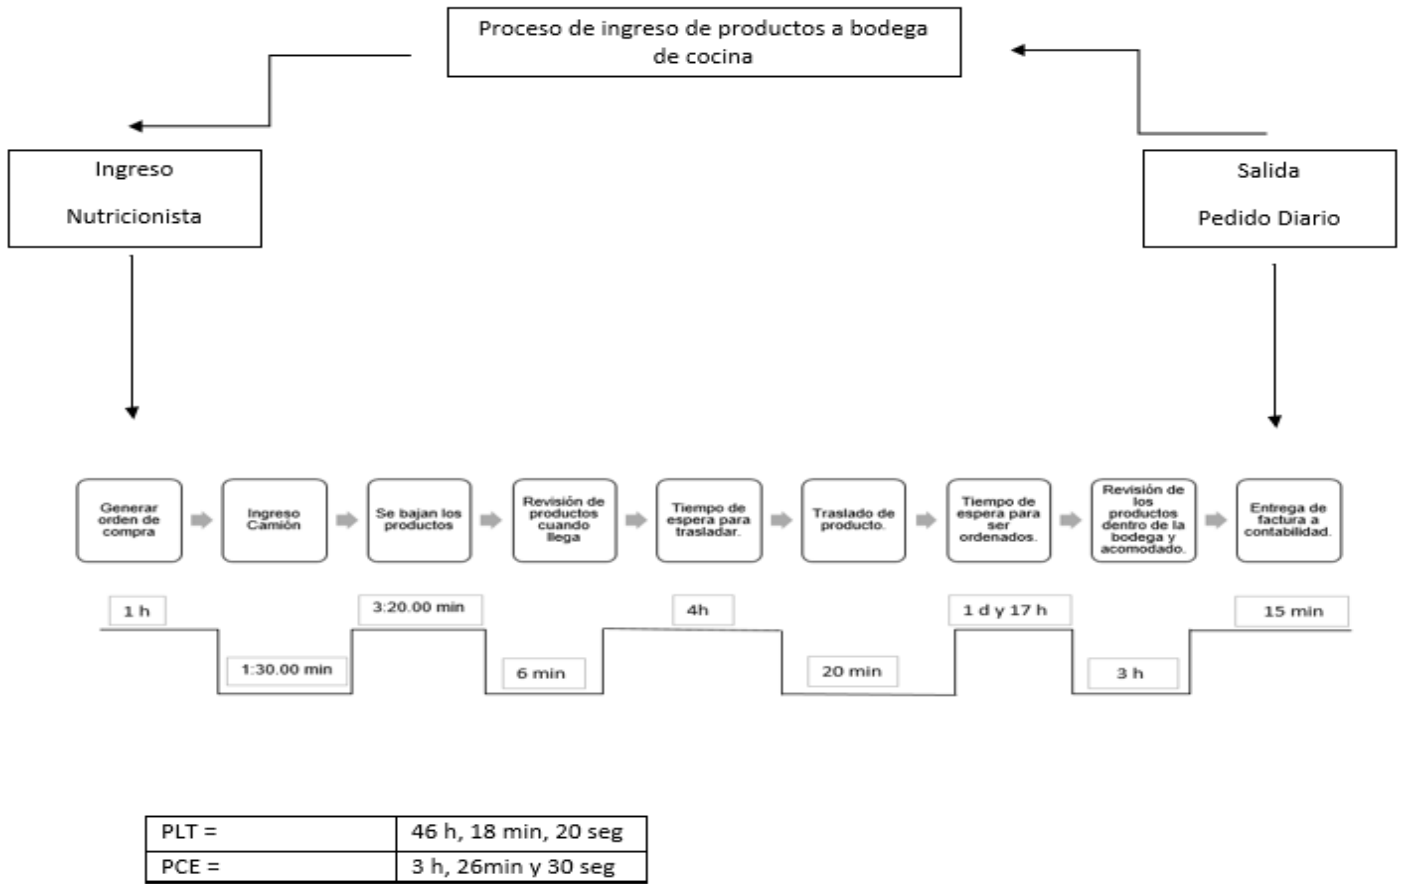 Proceso de ingreso de productos a bodega
de cocina
Ingreso
Nutricionista
Salida
Pedido Diario
Generar
orden de
compra
Ingreso
Camión
Se bajan los
productos
Revisión de
productos
cuando
llega
Tiempo de
espera para
trasladar.
Traslado de
producto.
Tiempo de
espera para
ser
ordenados.
Revisión de
los
productos
dentro de la
bodega y
acomodado.
Entrega de
factura a
contabilidad.
1 h
1:30.00 min
3:20.00 min
6 min
4h
20 min
1 d y 17 h
3 h
15 min
PLT = 46 h, 18 min, 20 seg
PCE = 3 h, 26min y 30 seg